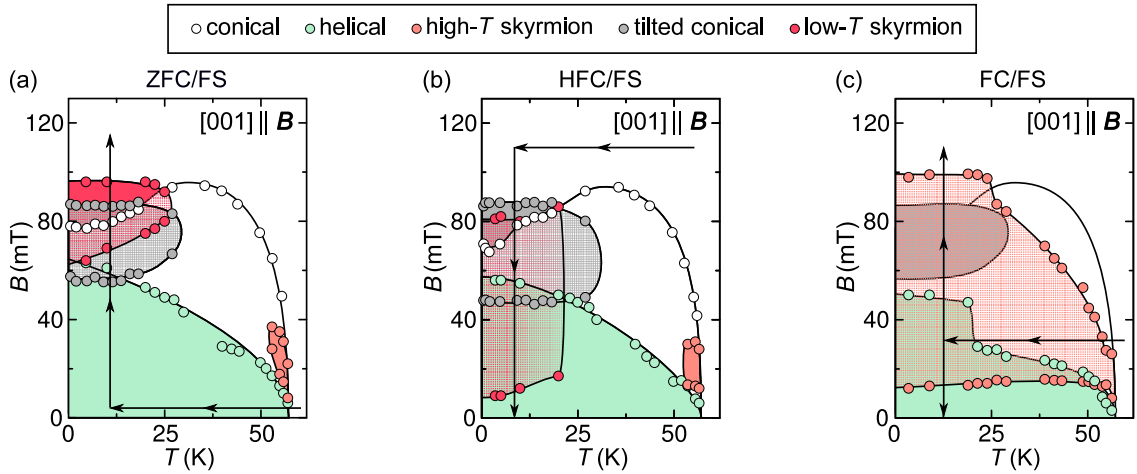 conical helical high-T skyrmion tilted conical low-T skyrmion
(a) ZFC/FS
[001] || B
B (mT)
120
80
40
0
0 25 50
T (K)
(b) HFC/FS
[001] || B
B (mT)
120
80
40
0
0 25 50
T (K)
(c) FC/FS
[001] || B
B (mT)
120
80
40
0
0 25 50
T (K)